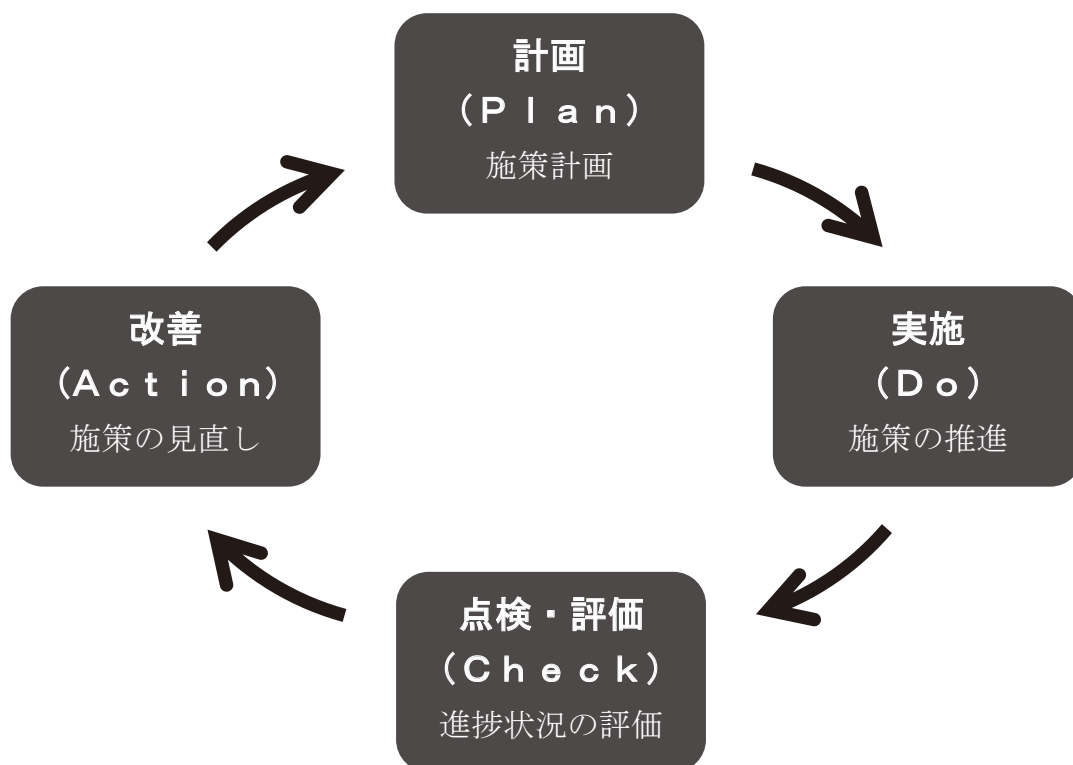 計画
(Ｐｌａｎ)
施策計画
改善
(Ａｃｔｉｏｎ)
施策の見直し
実施
(Ｄｏ)
施策の推進
点検・評価
(Ｃｈｅｃｋ)
進捗状況の評価